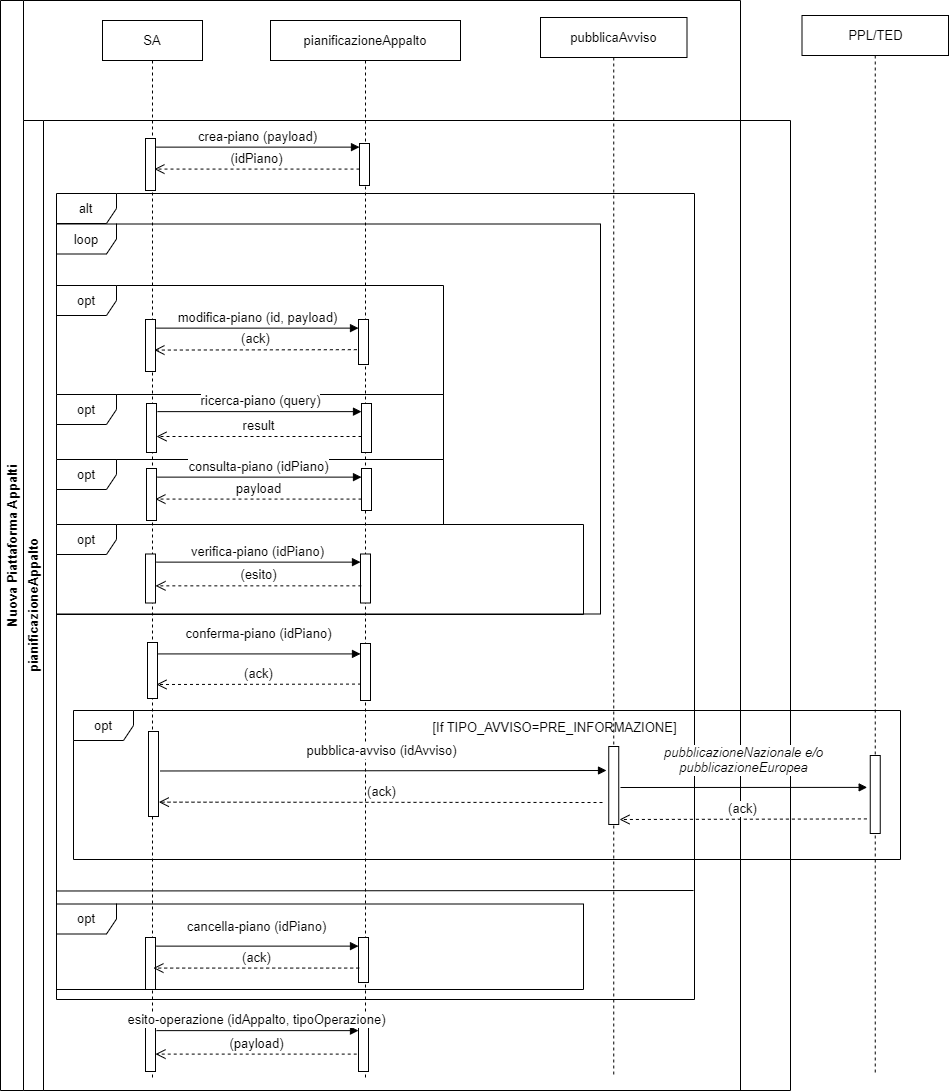 SA
pianificazioneAppalto
pubblicaAvviso
PPL/TED
Nuova Piattaforma Appalti
pianificazioneAppalto
crea-piano (payload)
(idPiano)
alt
loop
opt
modifica-piano (id, payload)
(ack)
opt
ricerca-piano (query)
result
opt
consulta-piano (idPiano)
payload
opt
verifica-piano (idPiano)
(esito)
conferma-piano (idPiano)
(ack)
opt
[If TIPO_AVVISO=PRE_INFORMAZIONE]
pubblica-avviso (idAvviso)
(ack)
pubblicazioneNazionale e/o
pubblicazioneEuropea
(ack)
opt
cancella-piano (idPiano)
(ack)
esito-operazione (idAppalto, tipoOperazione)
(payload)